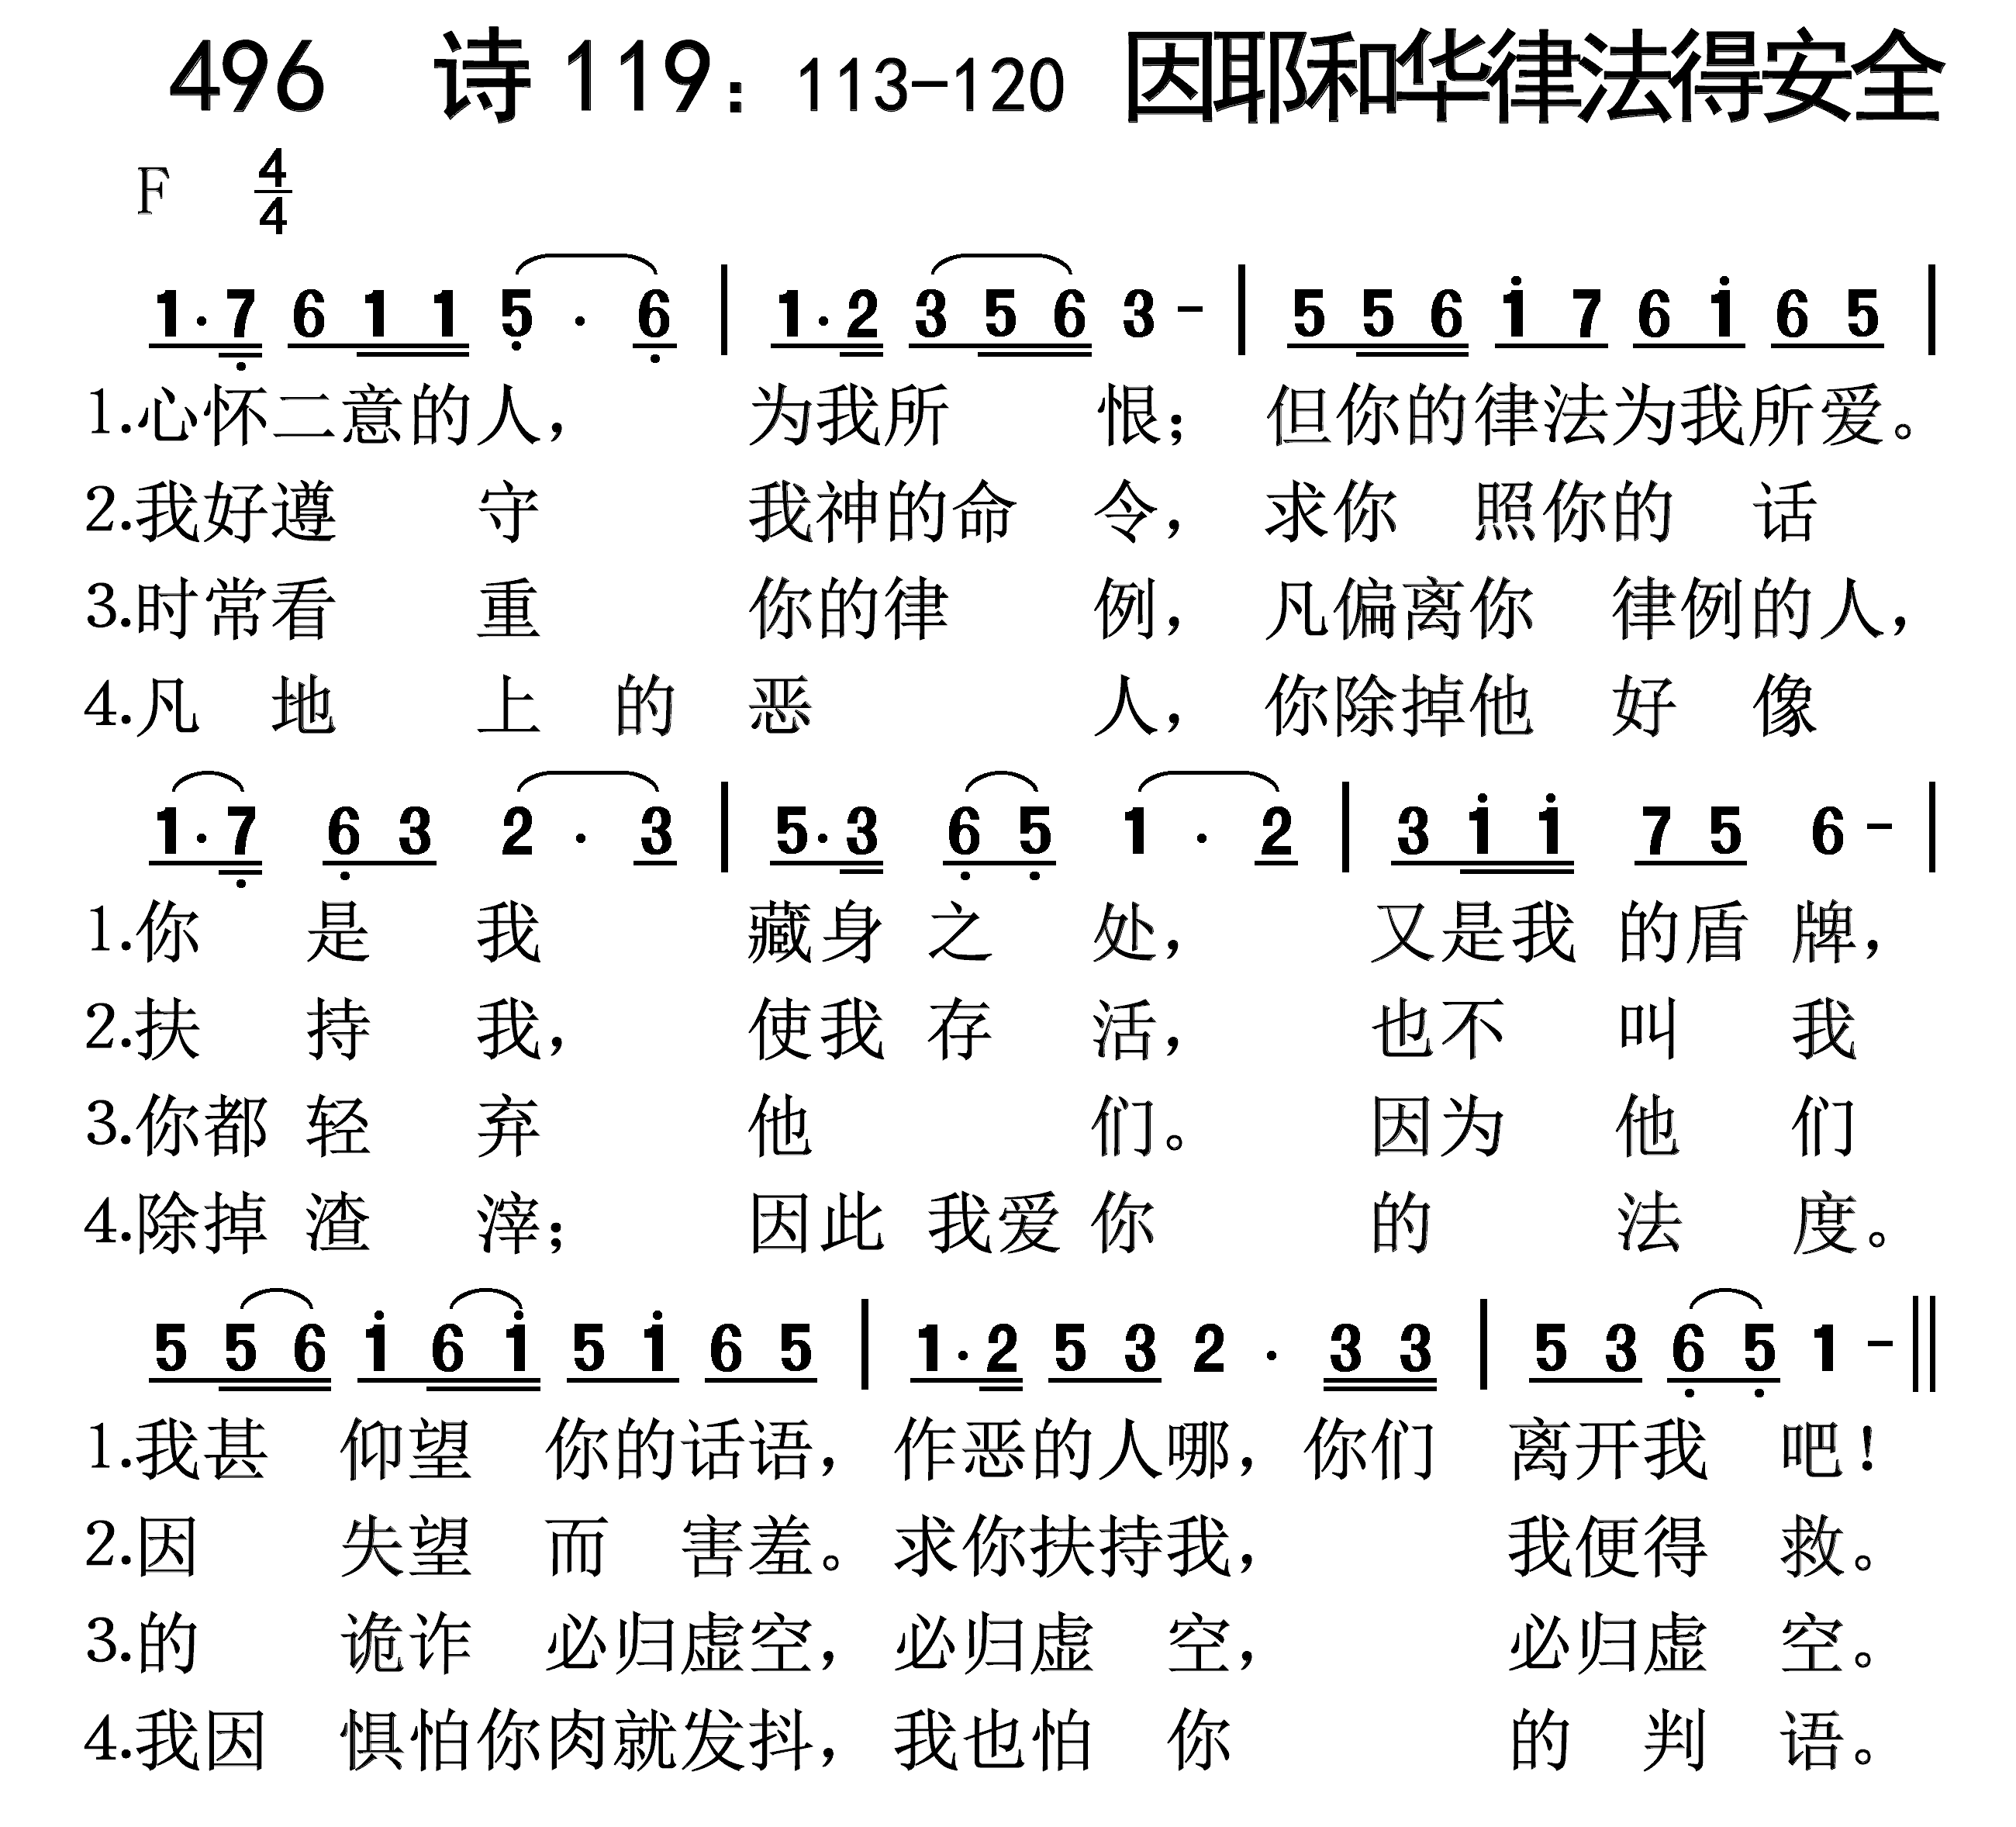 496 诗119：113-120 因耶和华律法得安全
F 4/4
1·7 6 1 1 5 · 6 | 1·2 3 5 6 3 - | 5 5 6 i 7 6 i 6 5 |
1.心怀二意的人， 为我所 恨； 但你的律法为我所爱。
2.我好遵 守 我神的命 令， 求你 照你的 话
3.时常看 重 你的律 例， 凡偏离你 律例的人，
4.凡 地 上 的 恶 人， 你除掉他 好 像
1·7 6 3 2 · 3 | 5·3 6 5 1 · 2 | 3 i i 7 5 6 - |
1.你 是 我 藏身 之 处， 又是我 的盾 牌，
2.扶 持 我， 使我 存 活， 也不 叫 我
3.你都 轻 弃 他 们。 因为 他 们
4.除掉 渣 滓； 因此 我爱 你 的 法 度。
5 5 6 i 6 i 5 i 6 5 | 1·2 5 3 2 · 3 3 | 5 3 6 5 1 - ‖
1.我甚 仰望 你的话语， 作恶的人哪， 你们 离开我 吧！
2.因 失望 而 害羞。 求你扶持我， 我便得 救。
3.的 诡诈 必归虚空， 必归虚 空， 必归虚 空。
4.我因 惧怕你肉就发抖， 我也怕 你 的 判 语。